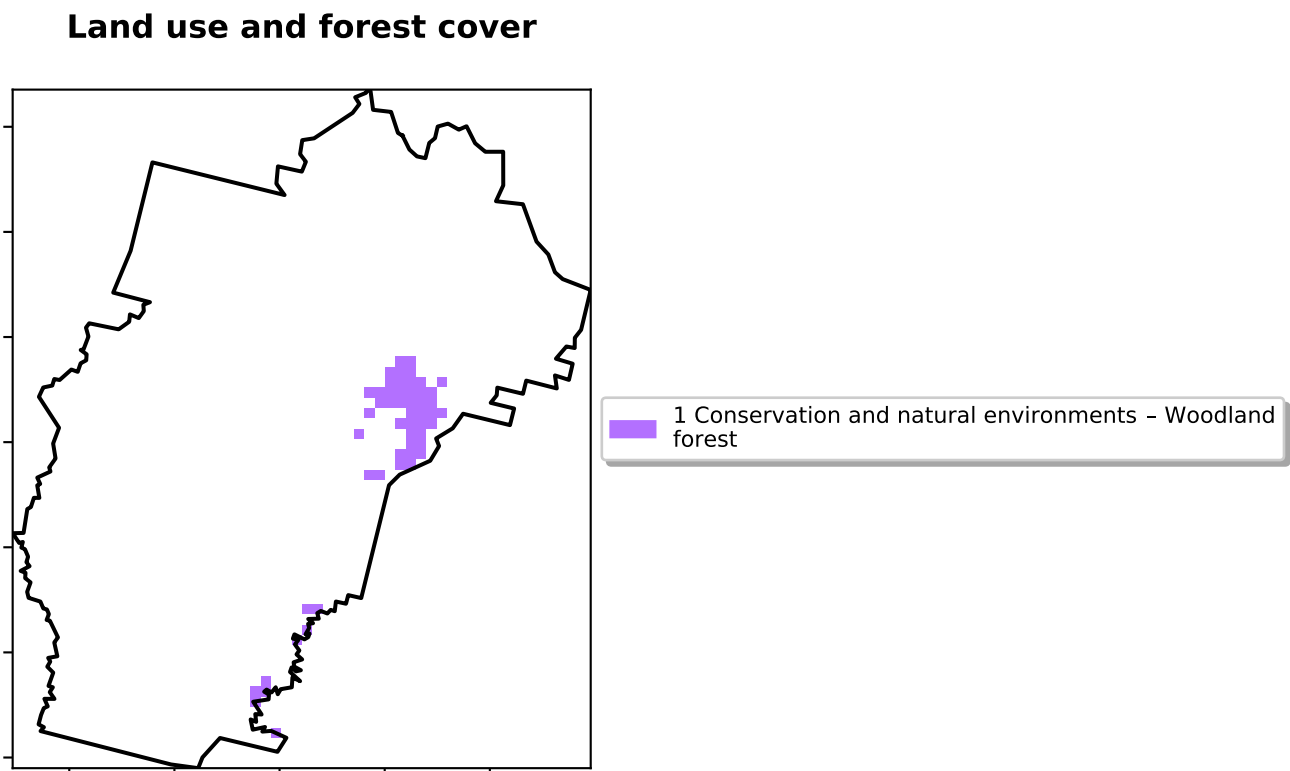 Land use and forest cover
1 Conservation and natural environments – Woodland
forest